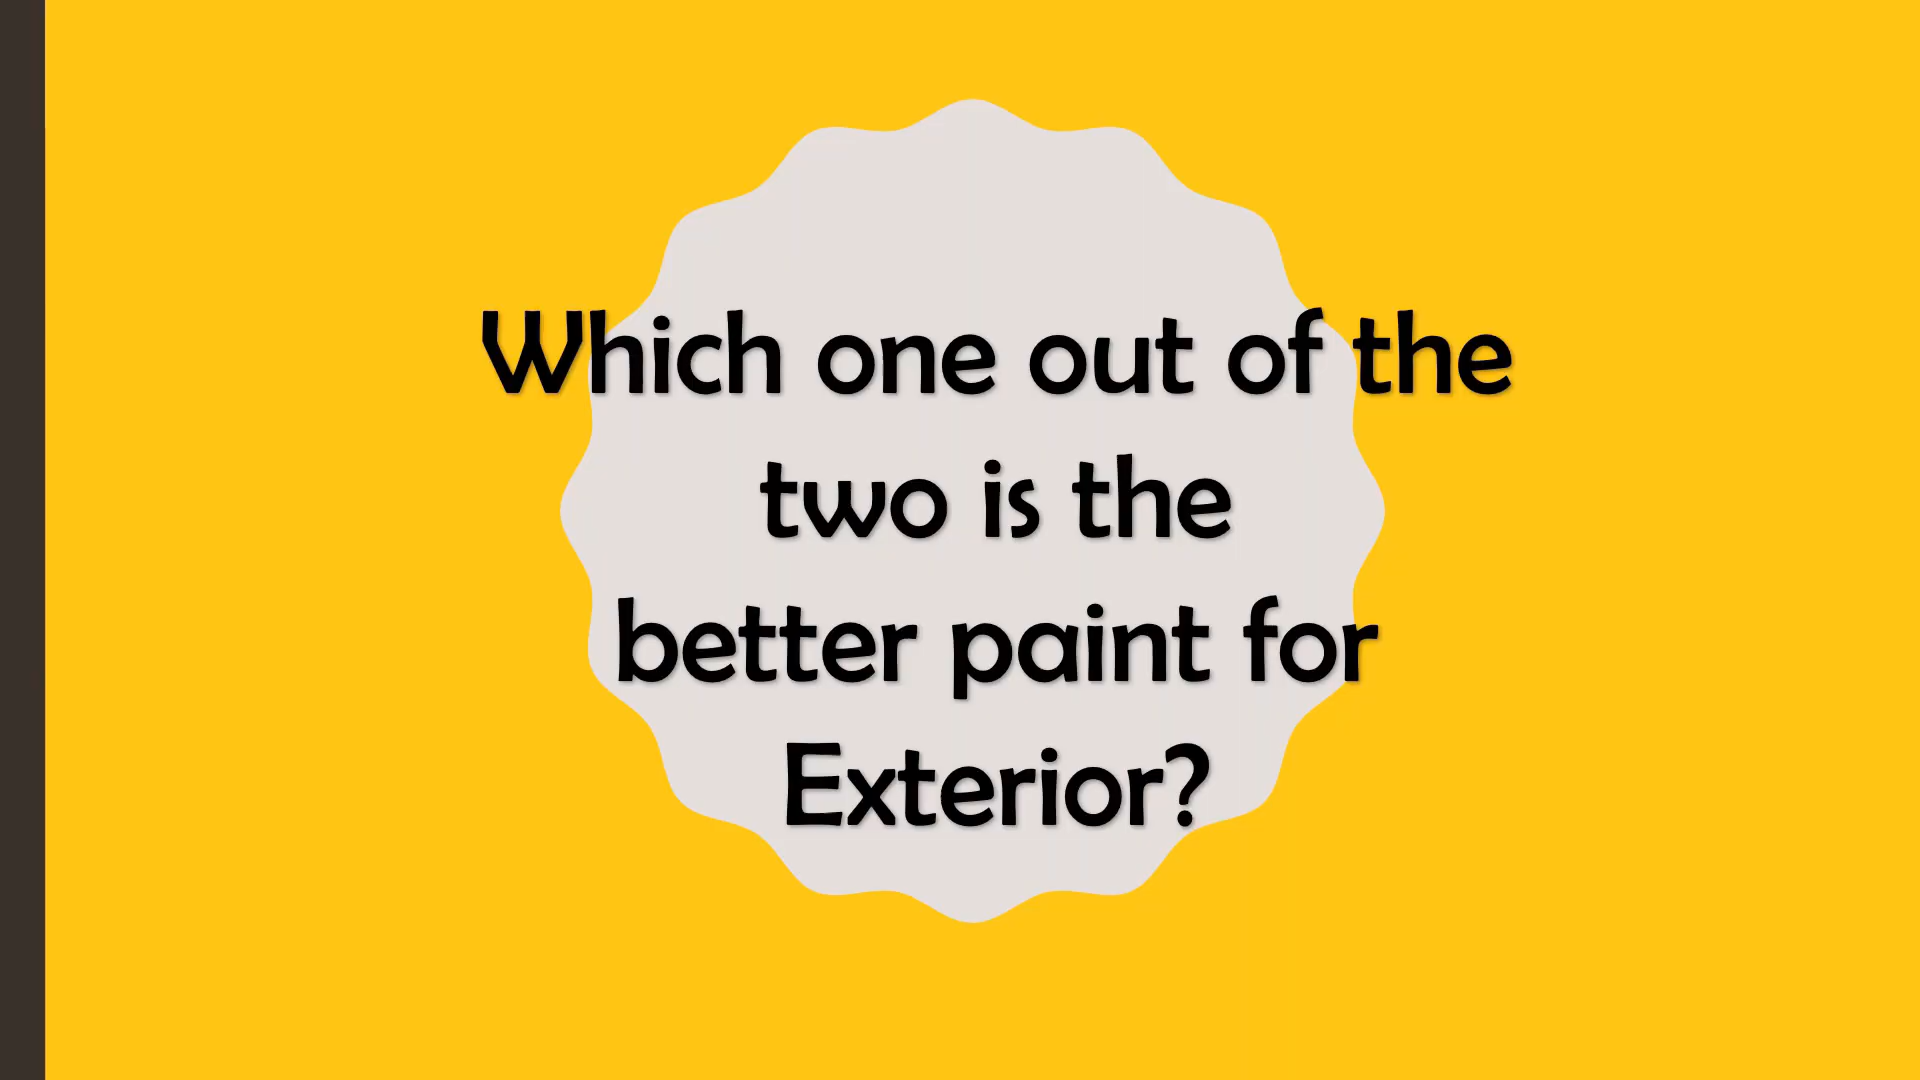 Which one out of the
two is the
better paint for
Exterior?